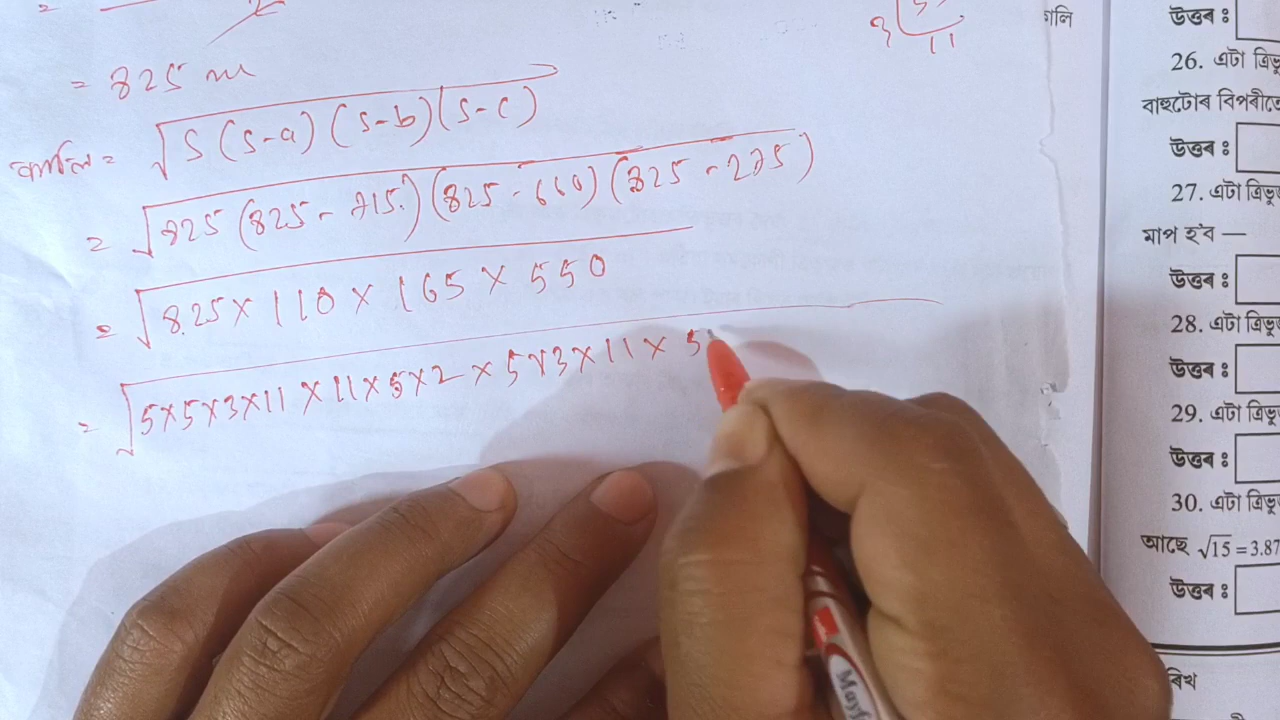 = 825 m
কালি = √S(S-a)(S-b)(S-c)
= √825(825-715)(825-660)(825-275)
= √825×110×165×550
= √5×5×3×11×11×5×2×5×3×11×5
11
উত্তৰ ঃ
26. এটা ত্ৰিভু
বাহুটোৰ বিপৰীতে
উত্তৰ ঃ
27. এটা ত্ৰিভু
মাপ হ'ব —
উত্তৰ ঃ
28. এটা ত্ৰিভু
উত্তৰ ঃ
29. এটা ত্ৰিভু
উত্তৰ ঃ
30. এটা ত্ৰিভু
আছে √15 = 3.87
উত্তৰ ঃ
ৰিখ